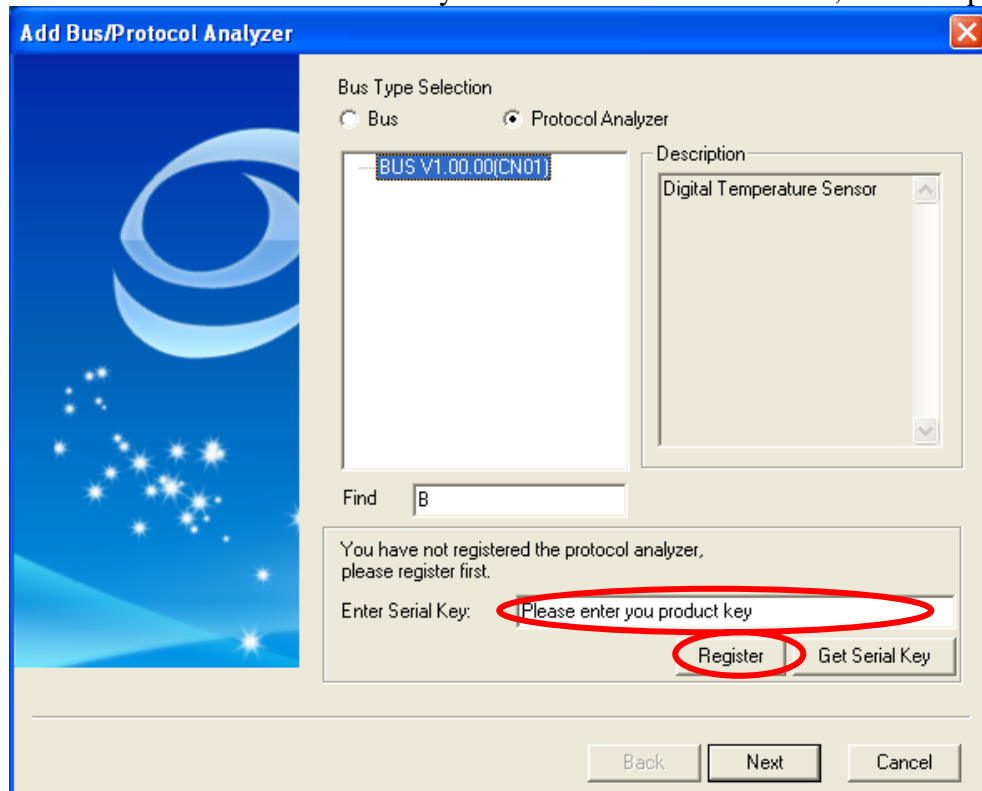 Add Bus/Protocol Analyzer
Bus Type Selection
Bus
Protocol Analyzer
BUS V1.00.00(CN01)
Description
Digital Temperature Sensor
Find
B
You have not registered the protocol analyzer,
please register first.
Enter Serial Key:
Please enter you product key
Register
Get Serial Key
Back
Next
Cancel